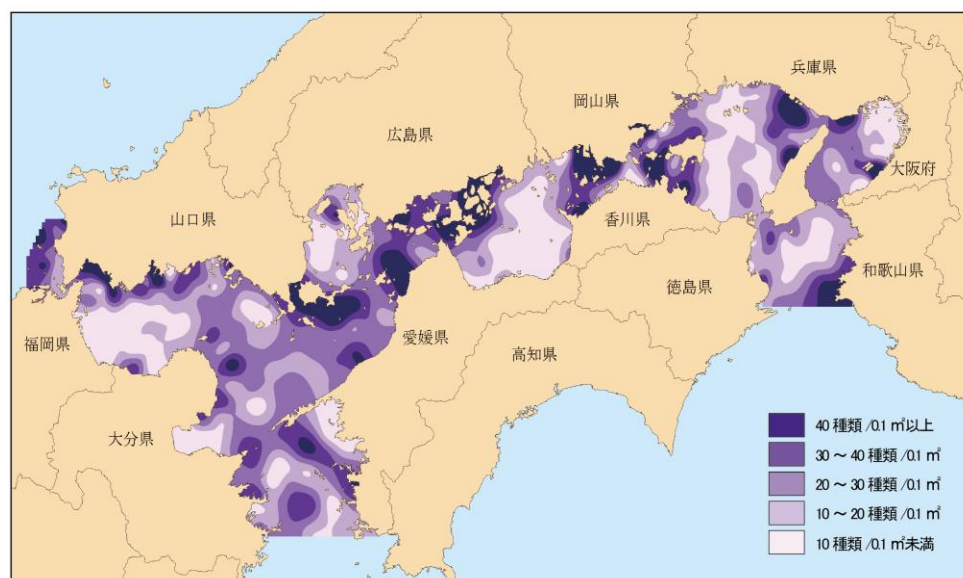 兵庫県
岡山県
広島県
大阪府
山口県
香川県
和歌山県
徳島県
福岡県
愛媛県
高知県
大分県
40 種類 /0.1 ㎡以上
30 ～ 40 種類 /0.1 ㎡
20 ～ 30 種類 /0.1 ㎡
10 ～ 20 種類 /0.1 ㎡
10 種類 /0.1 ㎡未満